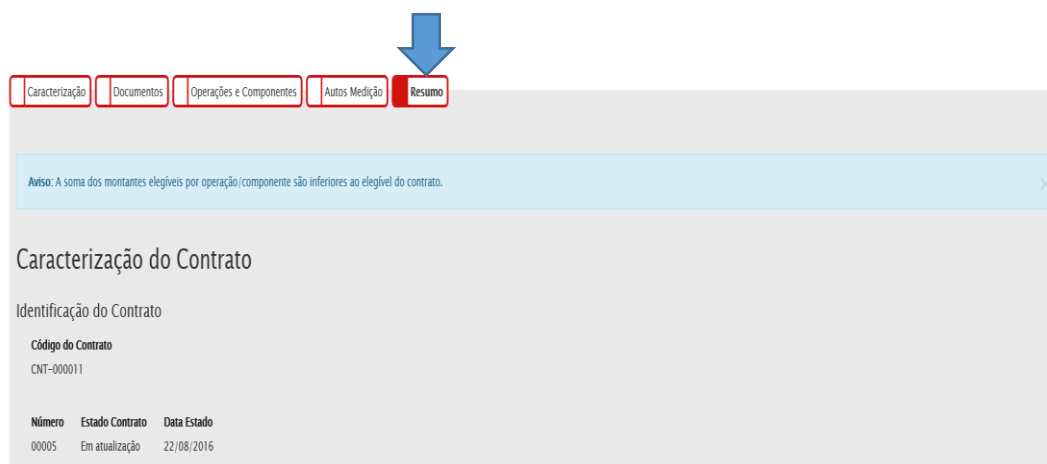 Caracterização Documentos Operações e Componentes Autos Medição Resumo
Aviso: A soma dos montantes elegíveis por operação/componente são inferiores ao elegível do contrato.
Caracterização do Contrato
Identificação do Contrato
Código do Contrato
CNT-000011
Número Estado Contrato Data Estado
00005 Em atualização 22/08/2016